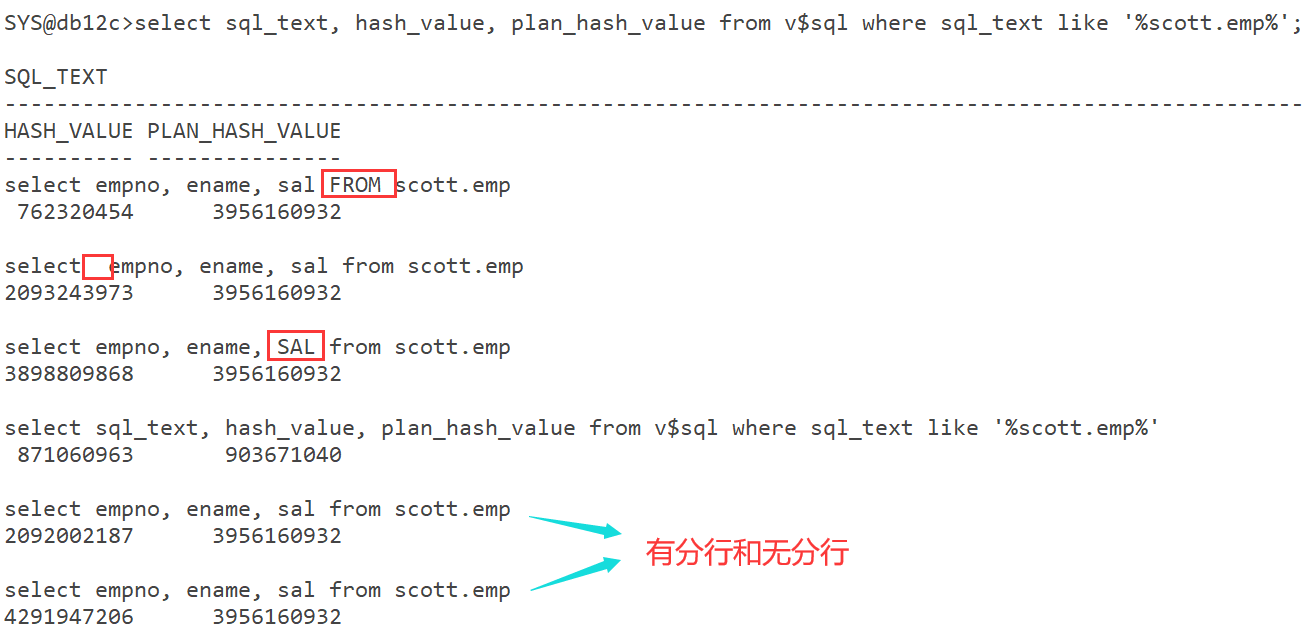 SYS@db12c>select sql_text, hash_value, plan_hash_value from v$sql where sql_text like '%scott.emp%';
SQL_TEXT
----------------------------------------------------------------------------------------------------
HASH_VALUE PLAN_HASH_VALUE
---------- ---------------
select empno, ename, sal FROM scott.emp
762320454 3956160932
select  empno, ename, sal from scott.emp
2093243973 3956160932
select empno, ename, SAL from scott.emp
3898809868 3956160932
select sql_text, hash_value, plan_hash_value from v$sql where sql_text like '%scott.emp%'
871060963 903671040
select empno, ename, sal from scott.emp
2092002187 3956160932
有分行和无分行
select empno, ename, sal from scott.emp
4291947206 3956160932